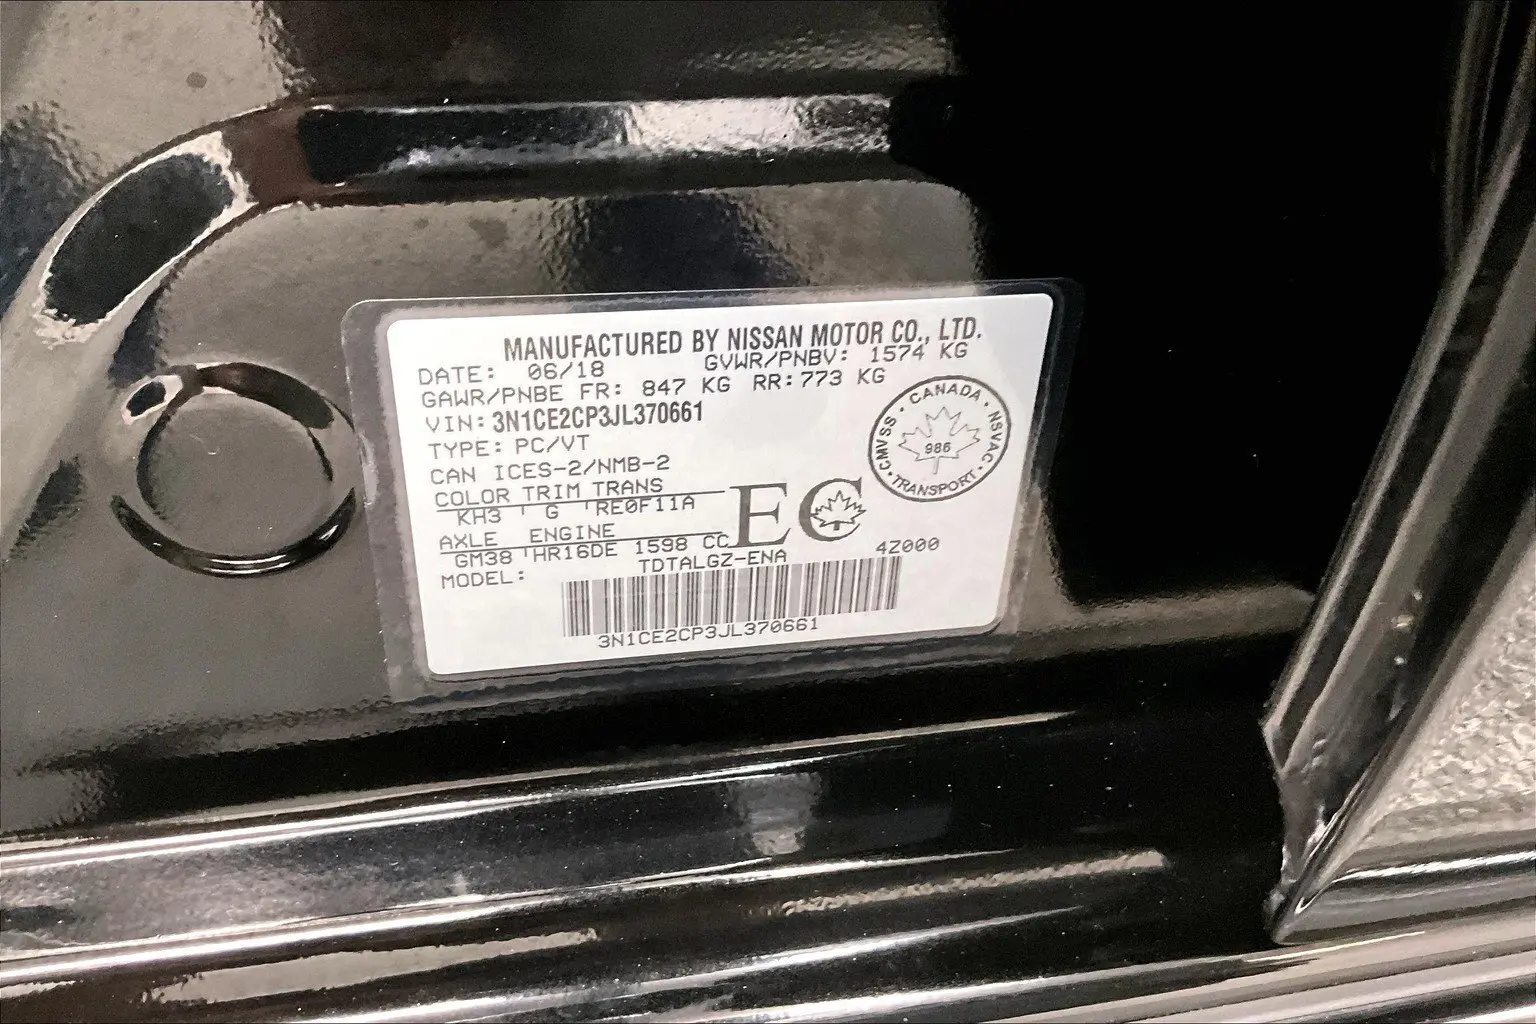 MANUFACTURED BY NISSAN MOTOR CO., LTD.
DATE: 06/18 GVWR/PNBV: 1574 KG
GAWR/PNBE FR: 847 KG RR: 773 KG
VIN: 3N1CE2CP3JL370661
TYPE: PC/VT
CAN ICES-2/NMB-2
COLOR TRIM TRANS
KH3 G RE0F11A
AXLE ENGINE
GM38 HR16DE 1598 CC
MODEL: TDTALGZ-ENA 4Z000
3N1CE2CP3JL370661
EC
CANADA · NSVAC · TRANSPORT · CMVSS ·
986